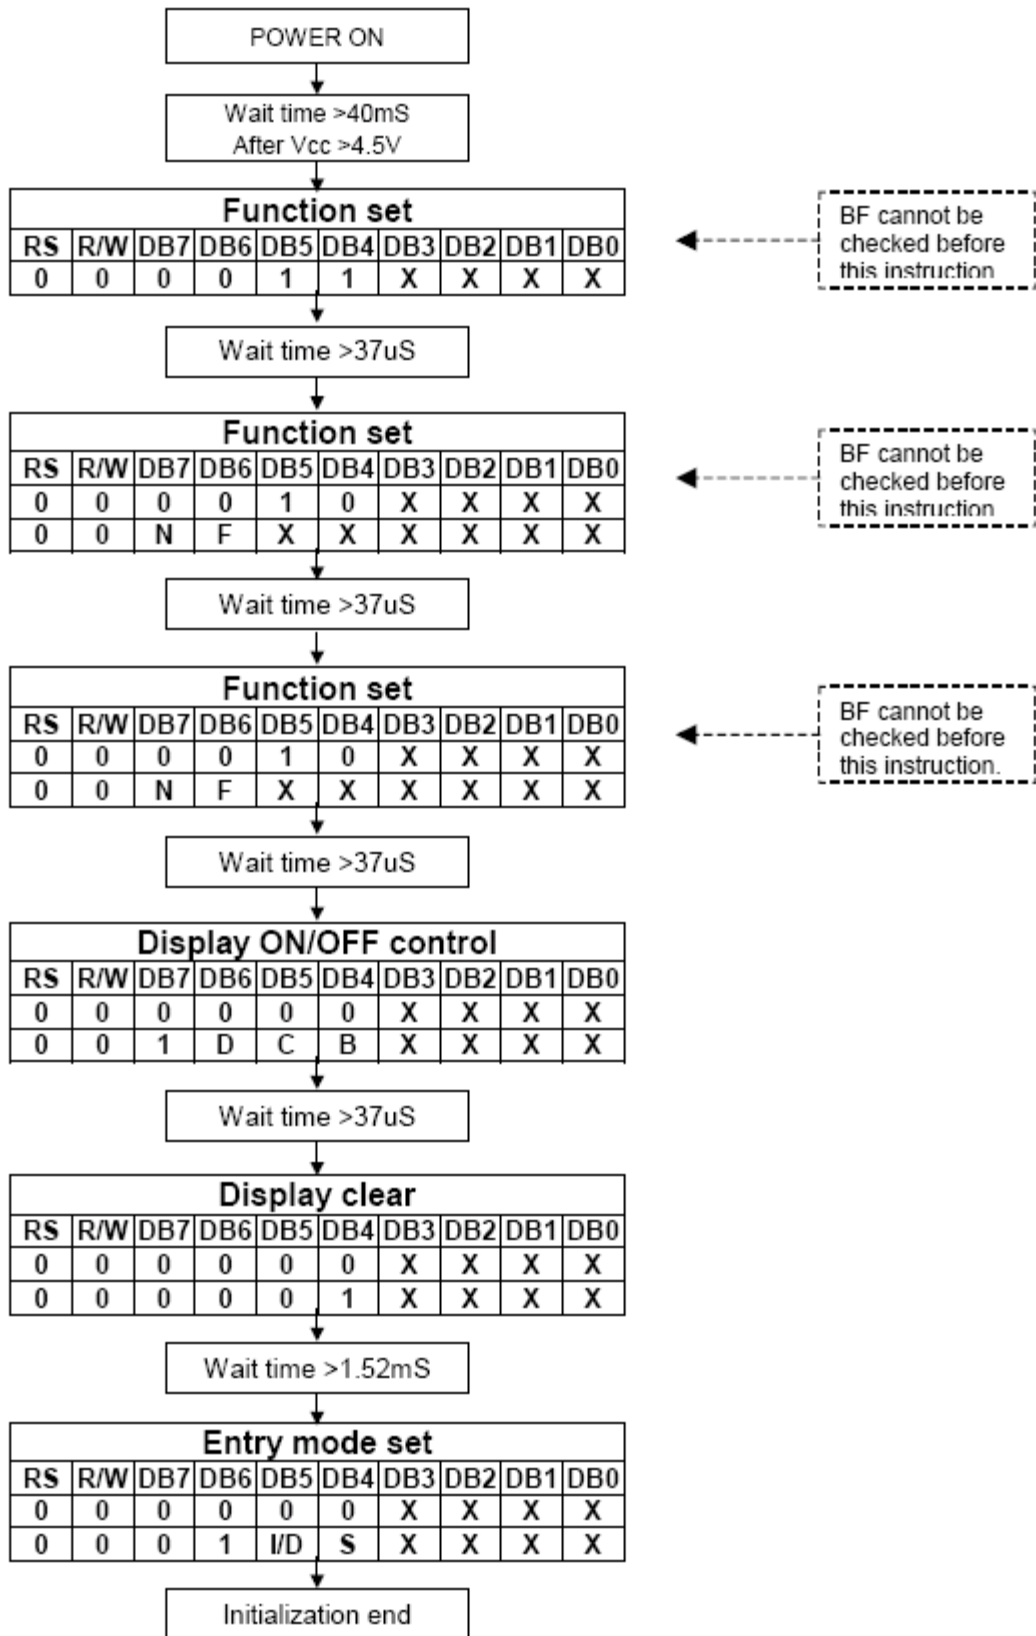 POWER ON
Wait time >40mS
After Vcc >4.5V
Function set
RS R/W DB7 DB6 DB5 DB4 DB3 DB2 DB1 DB0
0 0 0 0 1 1 X X X X
BF cannot be
checked before
this instruction
Wait time >37uS
Function set
RS R/W DB7 DB6 DB5 DB4 DB3 DB2 DB1 DB0
0 0 0 0 1 0 X X X X
0 0 N F X X X X X X
BF cannot be
checked before
this instruction
Wait time >37uS
Function set
RS R/W DB7 DB6 DB5 DB4 DB3 DB2 DB1 DB0
0 0 0 0 1 0 X X X X
0 0 N F X X X X X X
BF cannot be
checked before
this instruction.
Wait time >37uS
Display ON/OFF control
RS R/W DB7 DB6 DB5 DB4 DB3 DB2 DB1 DB0
0 0 0 0 0 0 X X X X
0 0 1 D C B X X X X
Wait time >37uS
Display clear
RS R/W DB7 DB6 DB5 DB4 DB3 DB2 DB1 DB0
0 0 0 0 0 0 X X X X
0 0 0 0 0 1 X X X X
Wait time >1.52mS
Entry mode set
RS R/W DB7 DB6 DB5 DB4 DB3 DB2 DB1 DB0
0 0 0 0 0 0 X X X X
0 0 0 1 I/D S X X X X
Initialization end